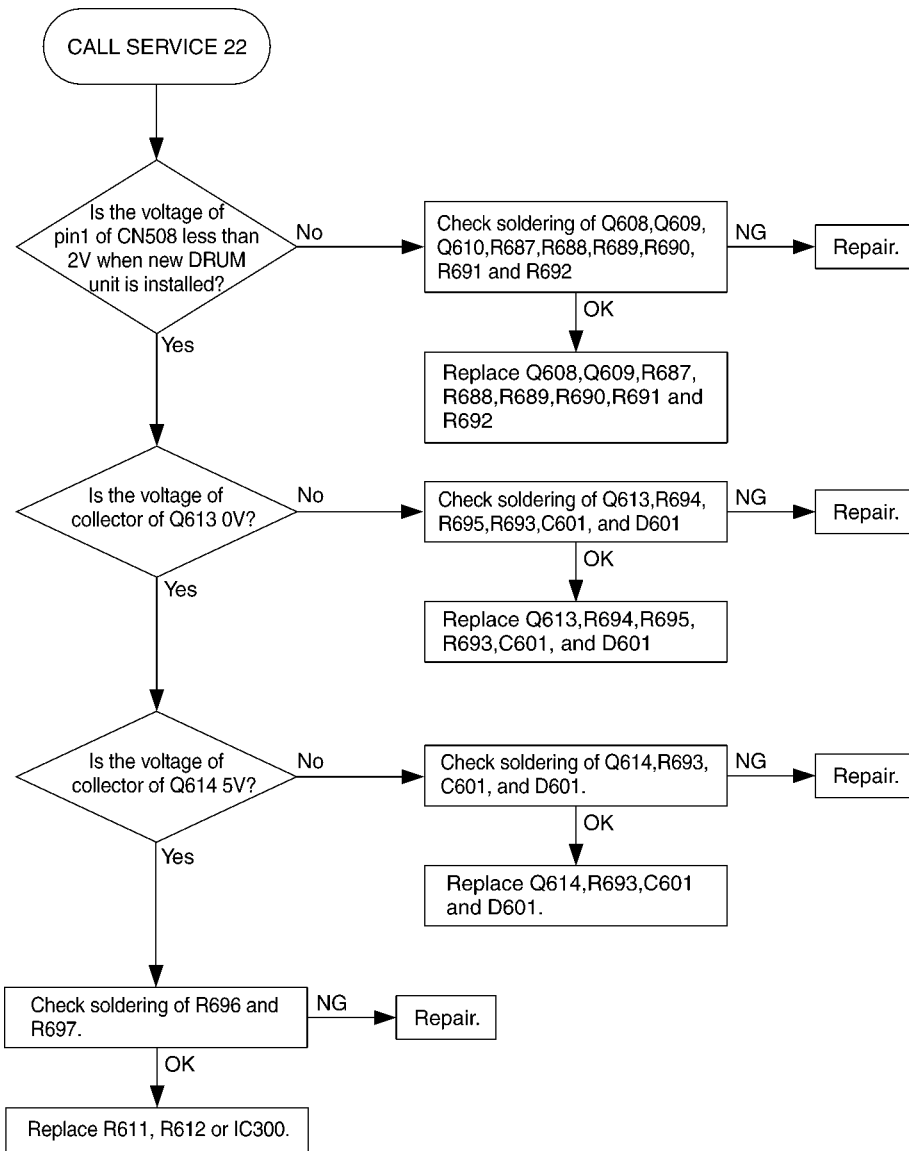 CALL SERVICE 22
Is the voltage of
pin1 of CN508 less than
2V when new DRUM
unit is installed?
No
Check soldering of Q608,Q609,
Q610,R687,R688,R689,R690,
R691 and R692
NG
Repair.
OK
Replace Q608,Q609,R687,
R688,R689,R690,R691 and
R692
Yes
Is the voltage of
collector of Q613 0V?
No
Check soldering of Q613,R694,
R695,R693,C601, and D601
NG
Repair.
OK
Replace Q613,R694,R695,
R693,C601, and D601
Yes
Is the voltage of
collector of Q614 5V?
No
Check soldering of Q614,R693,
C601, and D601.
NG
Repair.
OK
Replace Q614,R693,C601
and D601.
Yes
Check soldering of R696 and
R697.
NG
Repair.
OK
Replace R611, R612 or IC300.